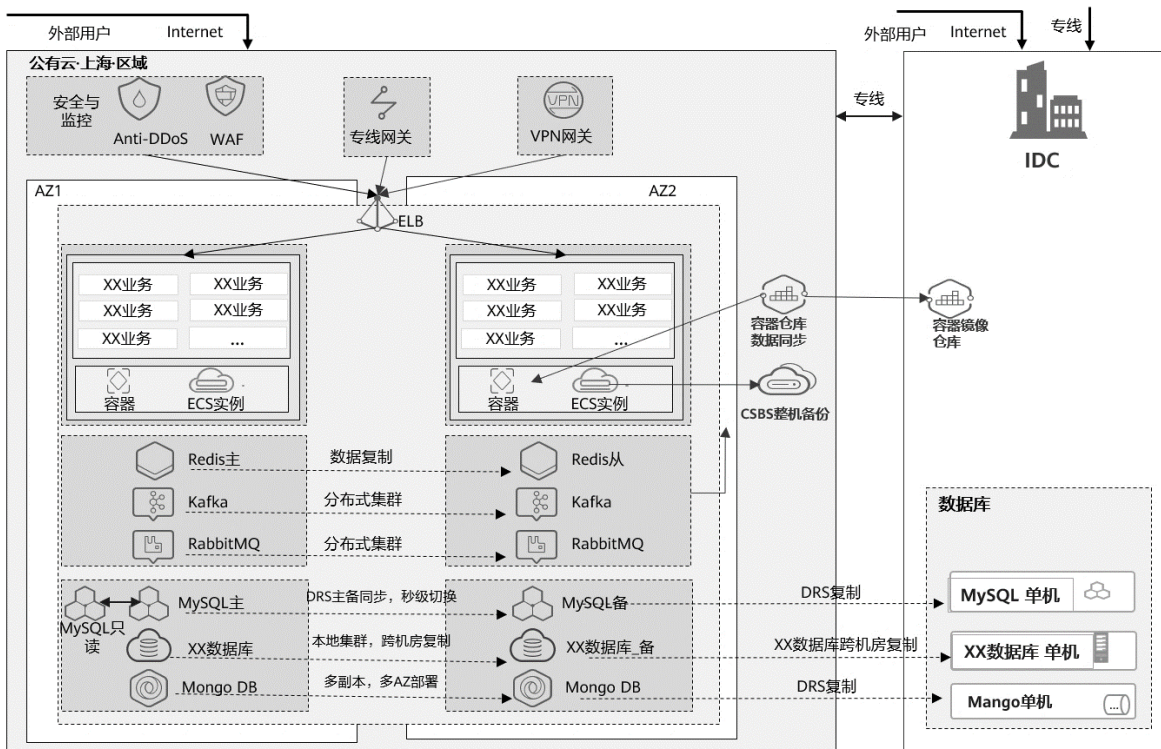 外部用户
Internet
外部用户
Internet
专线
公有云·上海·区域
安全与
监控
Anti-DDoS
WAF
专线网关
VPN
VPN网关
专线
IDC
AZ1
AZ2
ELB
XX业务
XX业务
XX业务
XX业务
XX业务
...
容器
ECS实例
XX业务
XX业务
XX业务
XX业务
XX业务
...
容器
ECS实例
容器仓库
数据同步
容器镜像
仓库
CSBS整机备份
Redis主
数据复制
Redis从
Kafka
分布式集群
Kafka
RabbitMQ
分布式集群
RabbitMQ
MySQL只
读
MySQL主
DRS主备同步，秒级切换
MySQL备
DRS复制
XX数据库
本地集群，跨机房复制
XX数据库_备
XX数据库跨机房复制
Mongo DB
多副本，多AZ部署
Mongo DB
DRS复制
数据库
MySQL 单机
XX数据库 单机
Mango单机
...